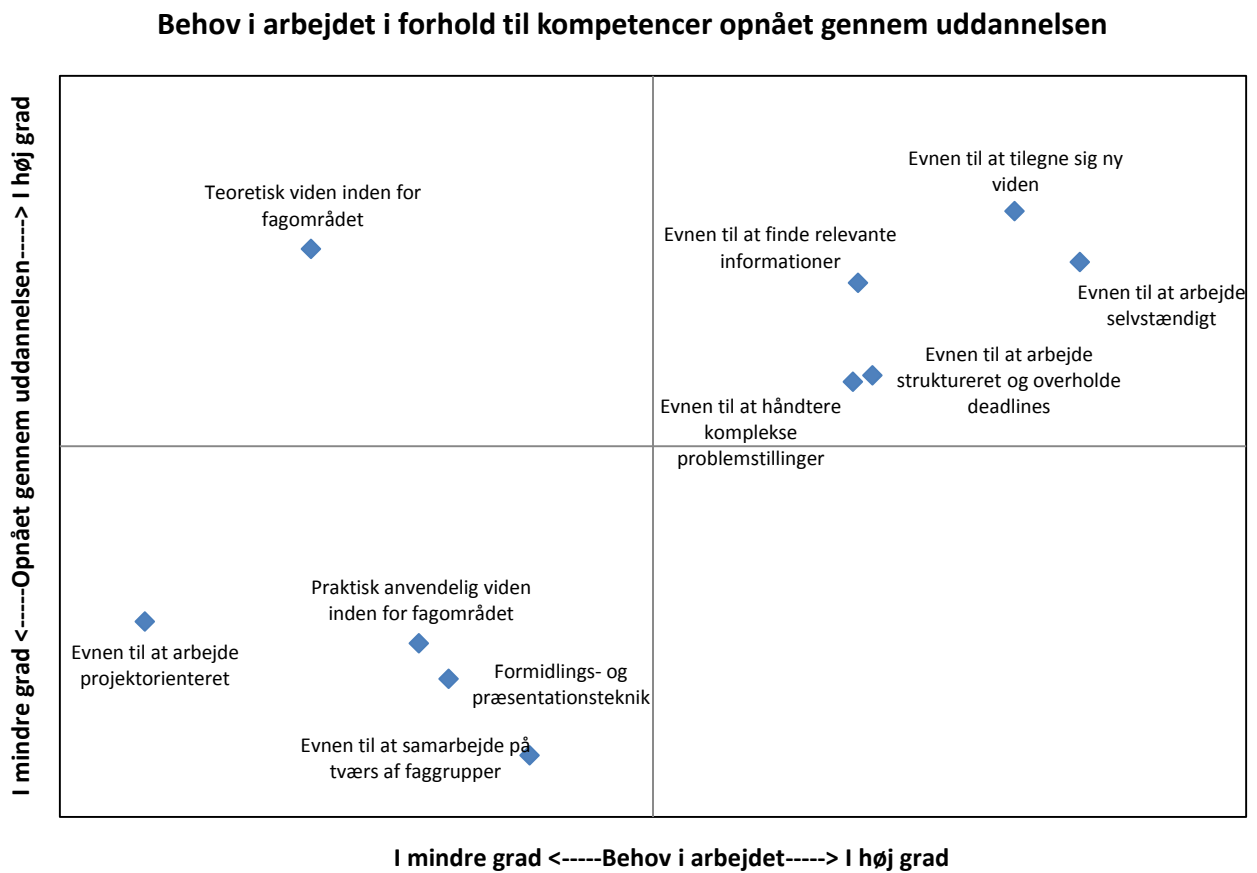 Behov i arbejdet i forhold til kompetencer opnået gennem uddannelsen
I mindre grad <-----Opnået gennem uddannelsen-----> I høj grad
Evnen til at tilegne sig ny
viden
Teoretisk viden inden for
fagområdet
Evnen til at finde relevante
informationer
Evnen til at arbejde
selvstændigt
Evnen til at arbejde
struktureret og overholde
deadlines
Evnen til at håndtere
komplekse
problemstillinger
Praktisk anvendelig viden
inden for fagområdet
Evnen til at arbejde
projektorienteret
Formidlings- og
præsentationsteknik
Evnen til at samarbejde på
tværs af faggrupper
I mindre grad <-----Behov i arbejdet-----> I høj grad